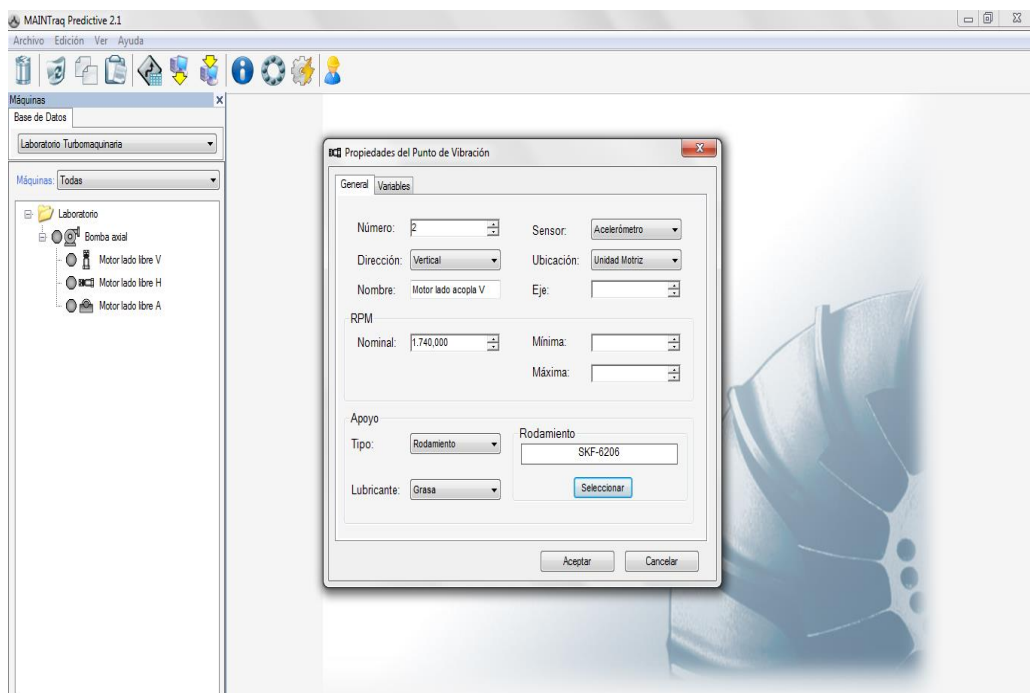 MAINTraq Predictive 2.1
Archivo Edición Ver Ayuda
Máquinas
Base de Datos
Laboratorio Turbomaquinaria
Máquinas: Todas
Laboratorio
Bomba axial
Motor lado libre V
Motor lado libre H
Motor lado libre A
Propiedades del Punto de Vibración
General Variables
Número: 2 Sensor: Acelerómetro
Dirección: Vertical Ubicación: Unidad Motriz
Nombre: Motor lado acopla V Eje:
RPM
Nominal: 1.740,000 Mínima:
Máxima:
Apoyo
Tipo: Rodamiento
Rodamiento
SKF-6206
Lubricante: Grasa Seleccionar
Aceptar Cancelar